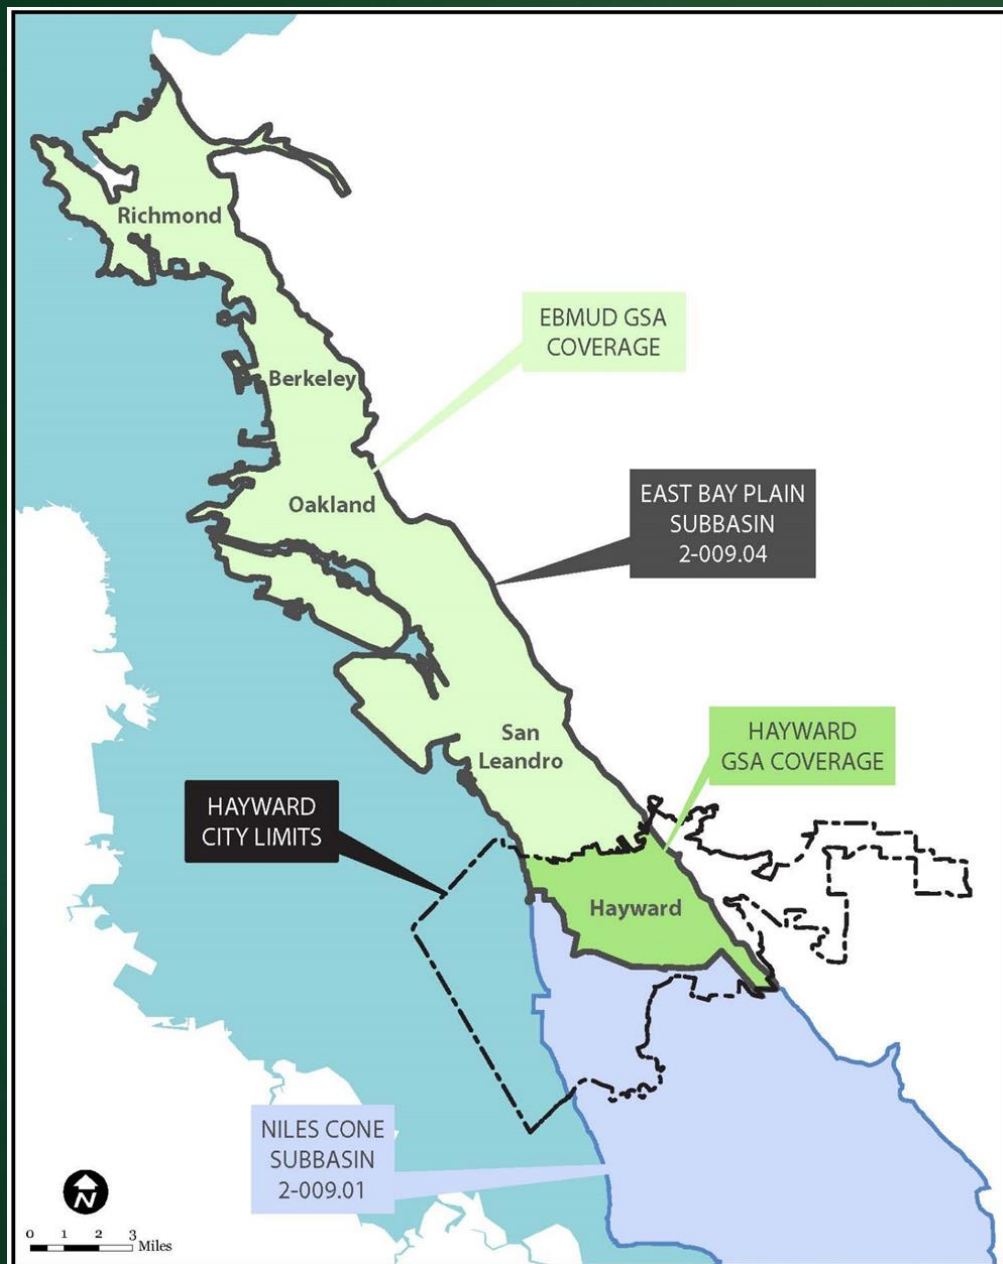 Richmond
EBMUD GSA
COVERAGE
Berkeley
EAST BAY PLAIN
SUBBASIN
2-009.04
Oakland
San
Leandro
HAYWARD
GSA COVERAGE
HAYWARD
CITY LIMITS
Hayward
NILES CONE
SUBBASIN
2-009.01
N
0 1 2 3
Miles